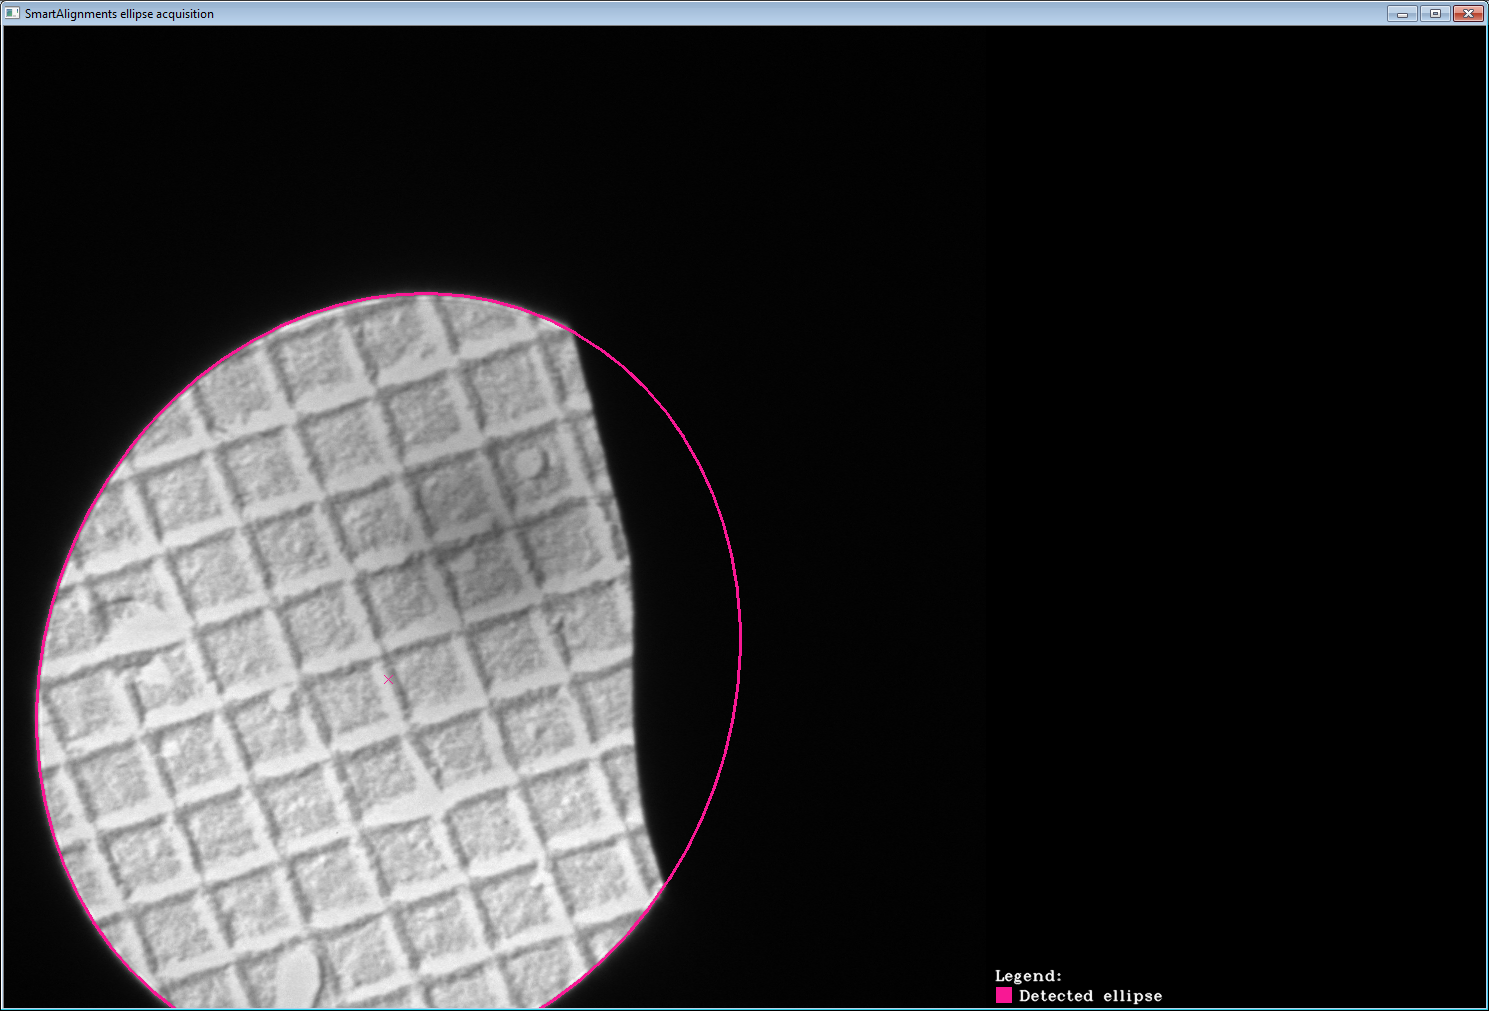 SmartAlignments ellipse acquisition
Legend:
Detected ellipse